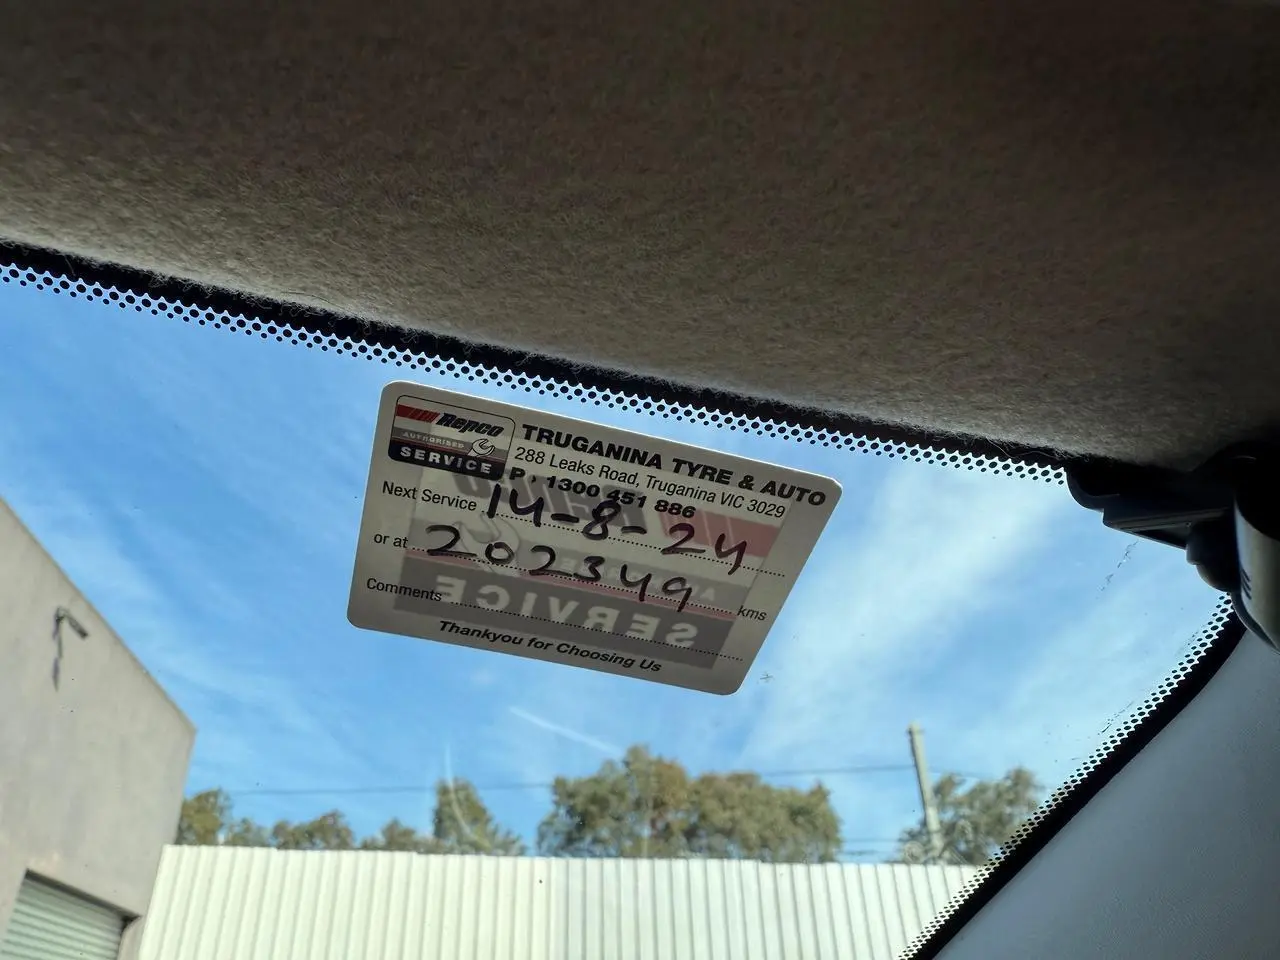 Repco
AUTHORISED
SERVICE
TRUGANINA TYRE & AUTO
288 Leaks Road, Truganina VIC 3029
P: 1300 451 886
Next Service 14-8-24
or at 202349 kms
Comments
Thankyou for Choosing Us
SERVICE